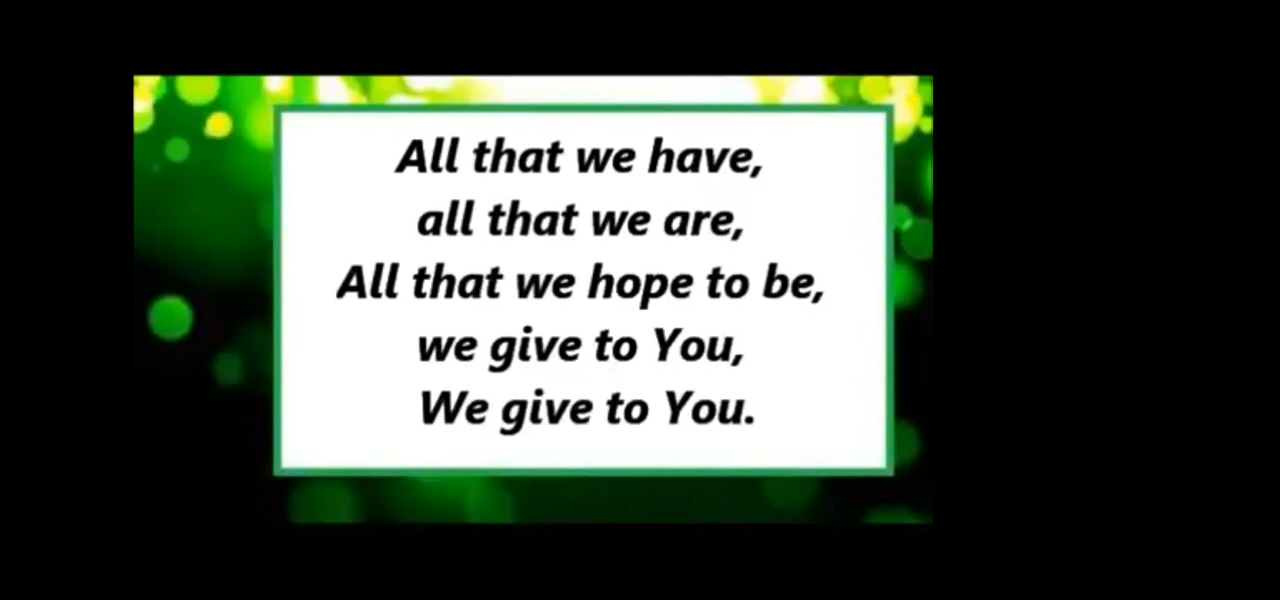 All that we have,
all that we are,
All that we hope to be,
we give to You,
We give to You.